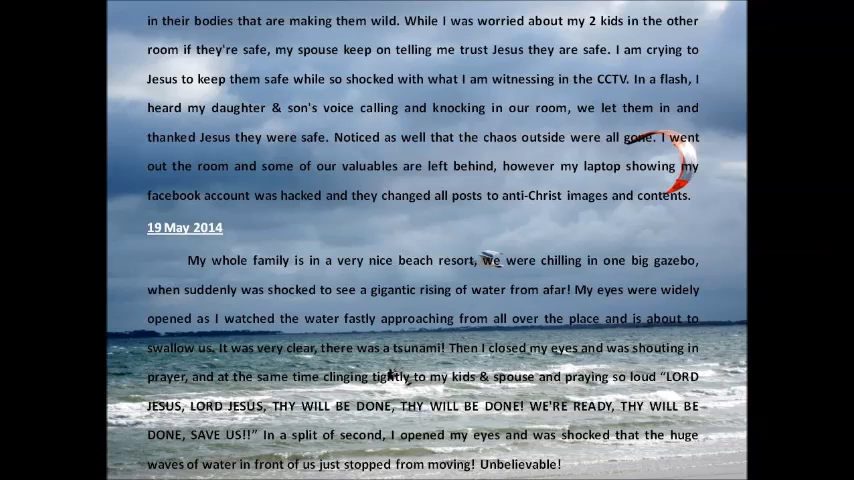 in their bodies that are making them wild. While I was worried about my 2 kids in the other
room if they're safe, my spouse keep on telling me trust Jesus they are safe. I am crying to
Jesus to keep them safe while so shocked with what I am witnessing in the CCTV. In a flash, I
heard my daughter & son's voice calling and knocking in our room, we let them in and
thanked Jesus they were safe. Noticed as well that the chaos outside were all gone. I went
out the room and some of our valuables are left behind, however my laptop showing my
facebook account was hacked and they changed all posts to anti-Christ images and contents.
19 May 2014
My whole family is in a very nice beach resort, we were chilling in one big gazebo,
when suddenly was shocked to see a gigantic rising of water from afar! My eyes were widely
opened as I watched the water fastly approaching from all over the place and is about to
swallow us. It was very clear, there was a tsunami! Then I closed my eyes and was shouting in
prayer, and at the same time clinging tightly to my kids & spouse and praying so loud “LORD
JESUS, LORD JESUS, THY WILL BE DONE, THY WILL BE DONE! WE'RE READY, THY WILL BE
DONE, SAVE US!!” In a split of second, I opened my eyes and was shocked that the huge
waves of water in front of us just stopped from moving! Unbelievable!